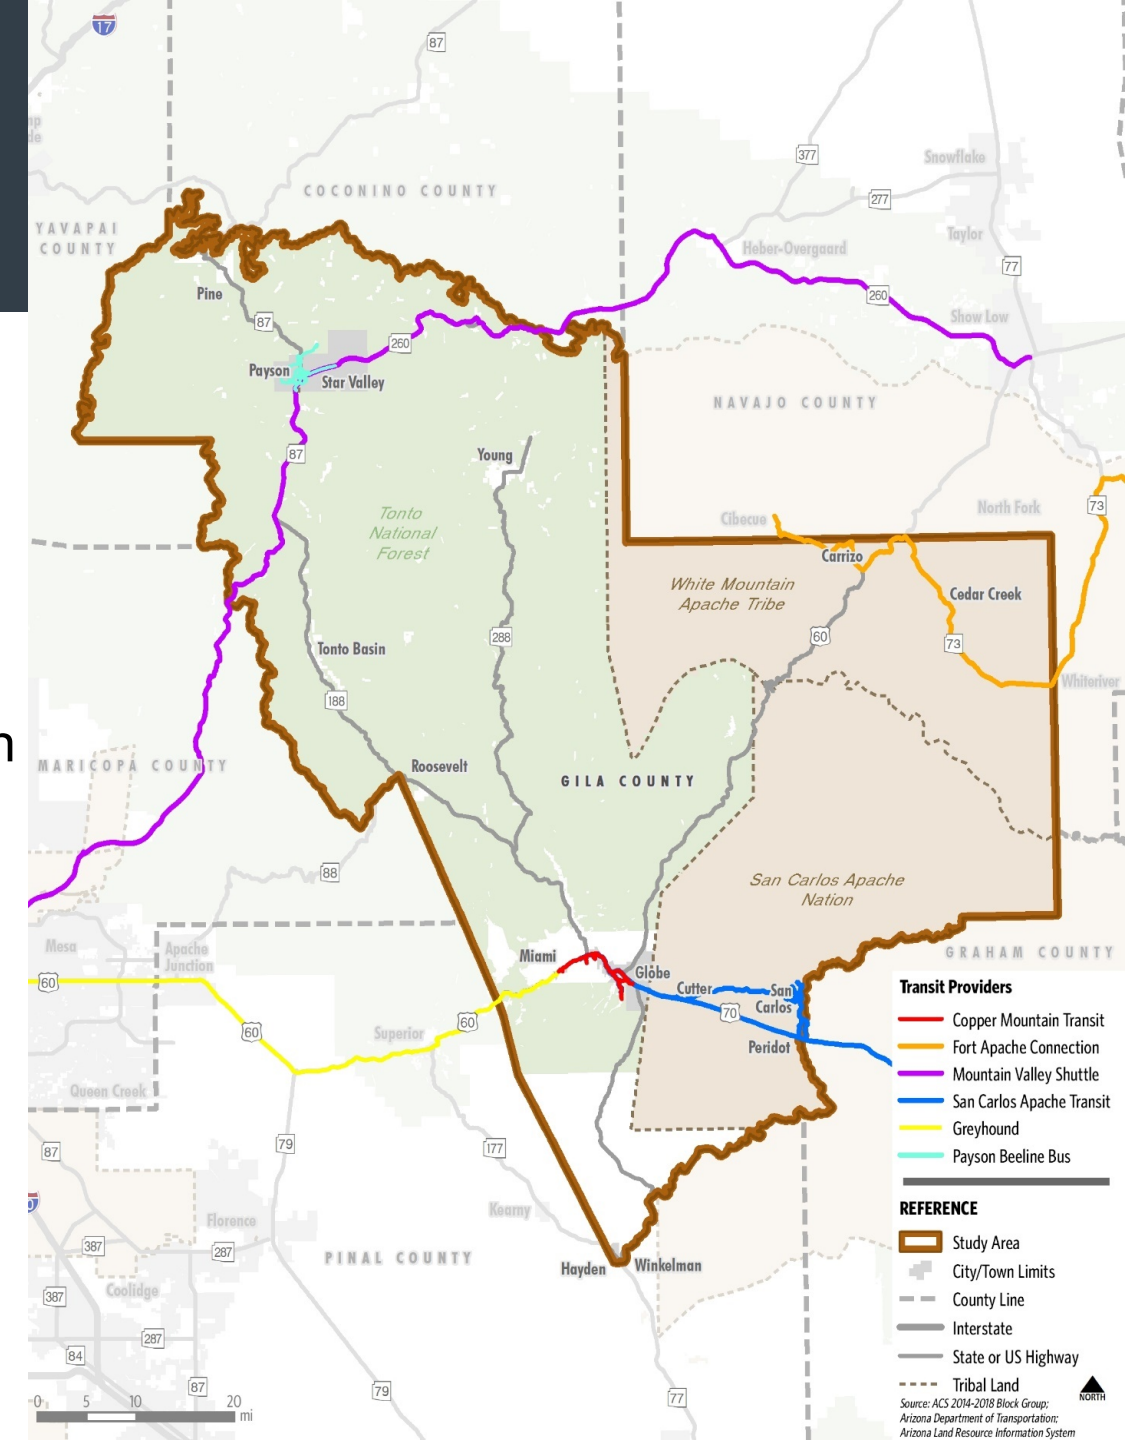 17
87
COCONINO COUNTY
YAVAPAI
COUNTY
377
Snowflake
277
Taylor
77
Heber-Overgaard
260
Show Low
Pine
87
260
Payson
Star Valley
NAVAJO COUNTY
87
Young
Tonto
National
Forest
Cibecue
North Fork
73
Carrizo
White Mountain
Apache Tribe
Cedar Creek
288
60
73
Tonto Basin
Whiteriver
188
MARICOPA COUNTY
Roosevelt
GILA COUNTY
88
San Carlos Apache
Nation
Mesa
Apache
Junction
Miami
Globe
GRAHAM COUNTY
60
Cutter
San
Carlos
70
60
60
Superior
Peridot
Queen Creek
79
87
177
Kearny
Florence
387
287
PINAL COUNTY
Hayden
Winkelman
Coolidge
387
287
84
87
79
77
0 5 10 20
mi
Transit Providers
Copper Mountain Transit
Fort Apache Connection
Mountain Valley Shuttle
San Carlos Apache Transit
Greyhound
Payson Beeline Bus
REFERENCE
Study Area
City/Town Limits
County Line
Interstate
State or US Highway
Tribal Land
NORTH
Source: ACS 2014-2018 Block Group;
Arizona Department of Transportation;
Arizona Land Resource Information System